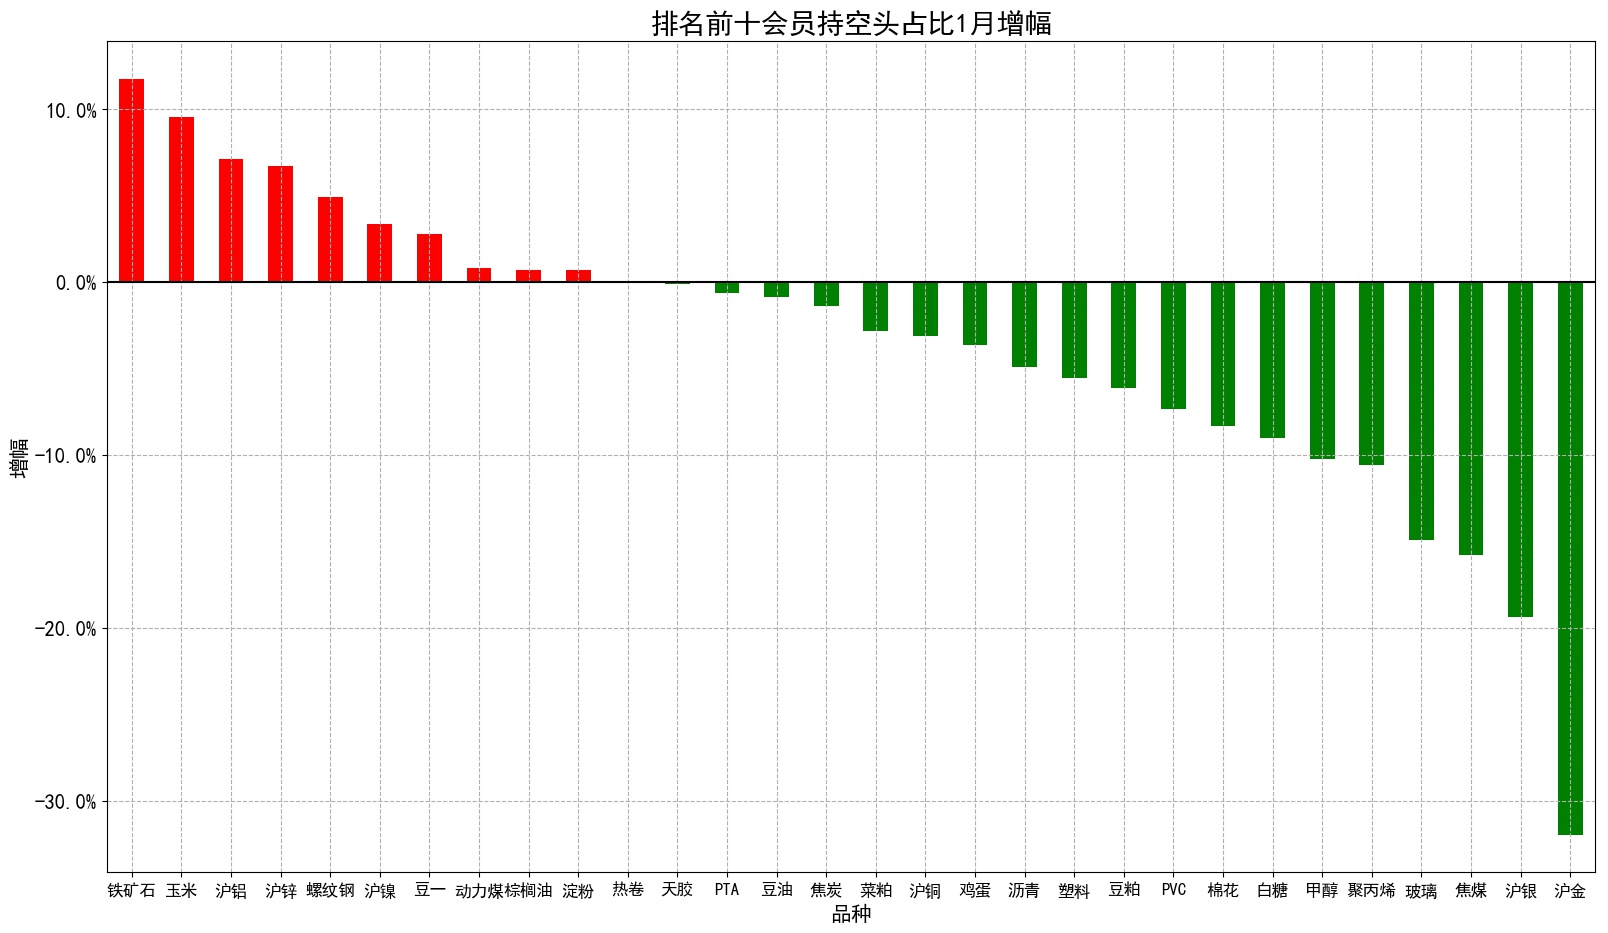 排名前十会员持空头占比1月增幅
10.0%
0.0%
-10.0%
-20.0%
-30.0%
增幅
铁矿石 玉米 沪铝 沪锌 螺纹钢 沪镍 豆一 动力煤 棕榈油 淀粉 热卷 天胶 PTA 豆油 焦炭 菜粕 沪铜 鸡蛋 沥青 塑料 豆粕 PVC 棉花 白糖 甲醇 聚丙烯 玻璃 焦煤 沪银 沪金
品种